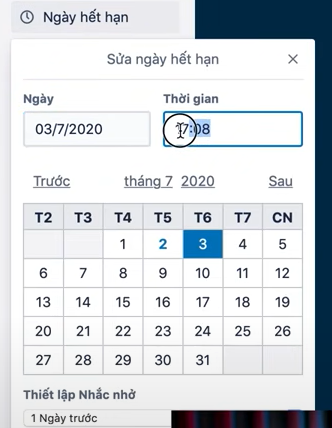 Ngày hết hạn
Sửa ngày hết hạn ×
Ngày Thời gian
03/7/2020 17:08
Trước tháng 7 2020 Sau
T2 T3 T4 T5 T6 T7 CN
1 2 3 4 5
6 7 8 9 10 11 12
13 14 15 16 17 18 19
20 21 22 23 24 25 26
27 28 29 30 31
Thiết lập Nhắc nhở
1 Ngày trước